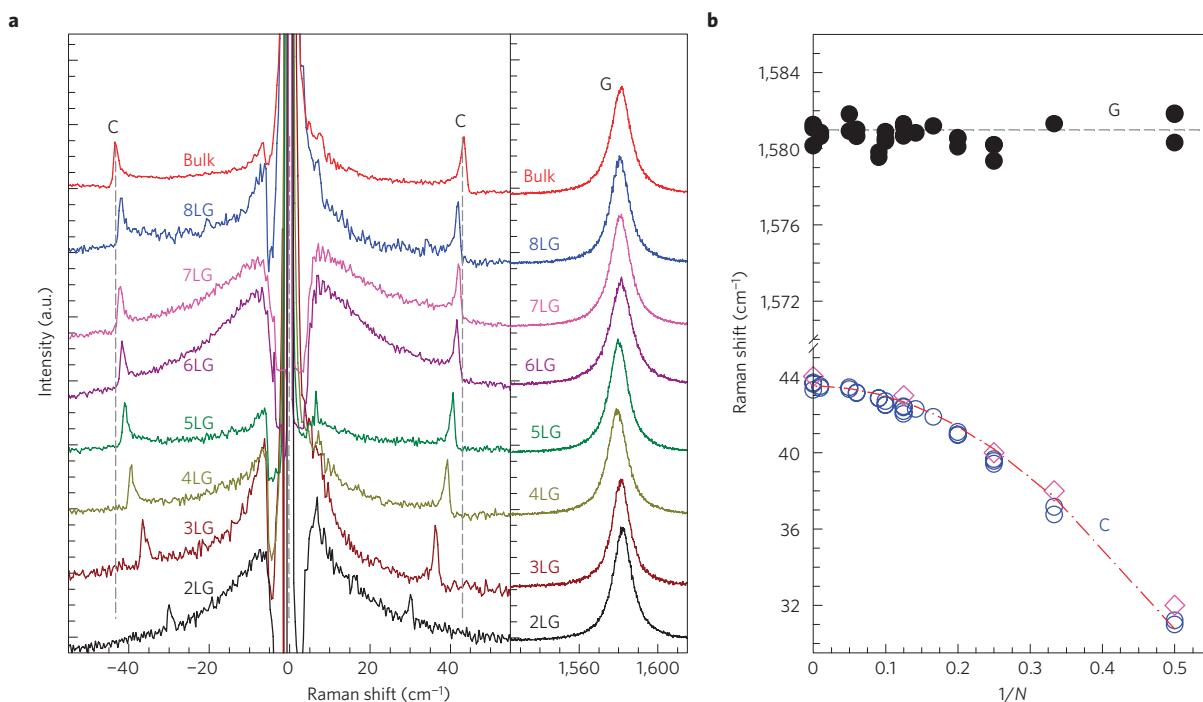 a
C
C
G
Bulk
Bulk
8LG
8LG
7LG
7LG
6LG
6LG
5LG
5LG
4LG
4LG
3LG
3LG
2LG
2LG
Intensity (a.u.)
−40 −20 0 20 40 1,560 1,600
Raman shift (cm−1)
b
1,584
1,580
1,576
1,572
44
40
36
32
G
C
Raman shift (cm−1)
0 0.1 0.2 0.3 0.4 0.5
1/N